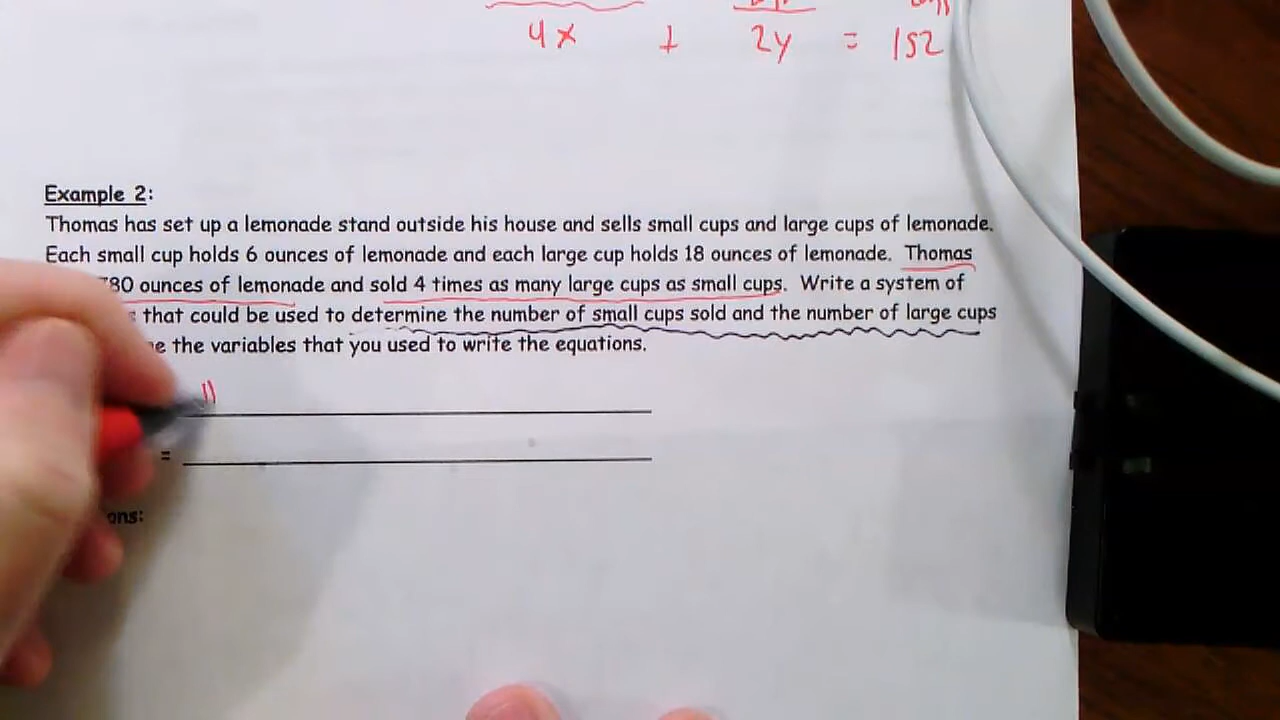 4x + 2y = 152
Example 2:
Thomas has set up a lemonade stand outside his house and sells small cups and large cups of lemonade.
Each small cup holds 6 ounces of lemonade and each large cup holds 18 ounces of lemonade. Thomas
80 ounces of lemonade and sold 4 times as many large cups as small cups. Write a system of
that could be used to determine the number of small cups sold and the number of large cups
the variables that you used to write the equations.
=
ons: